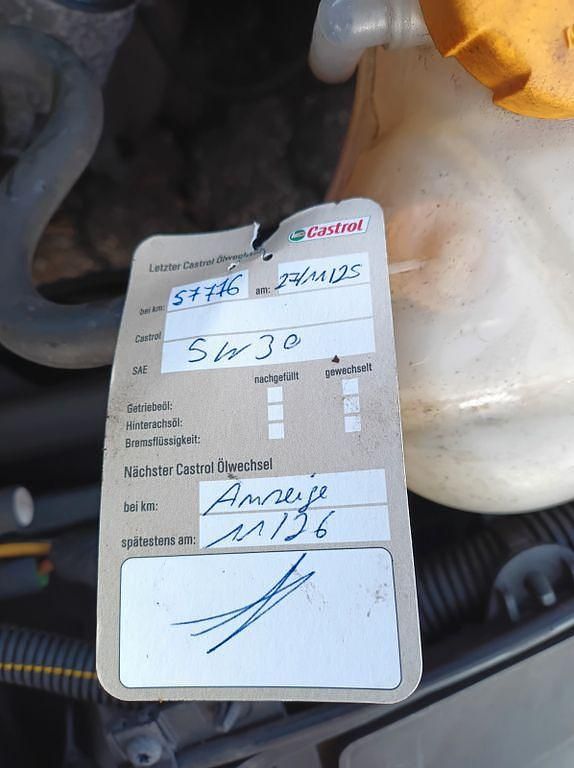 Castrol
Letzter Castrol Ölwechsel
bei km: 57776 am: 27/11/25
Castrol
SAE 5W30
nachgefüllt gewechselt
Getriebeöl:
Hinterachsöl:
Bremsflüssigkeit:
Nächster Castrol Ölwechsel
bei km: Anzeige
spätestens am: 11/26